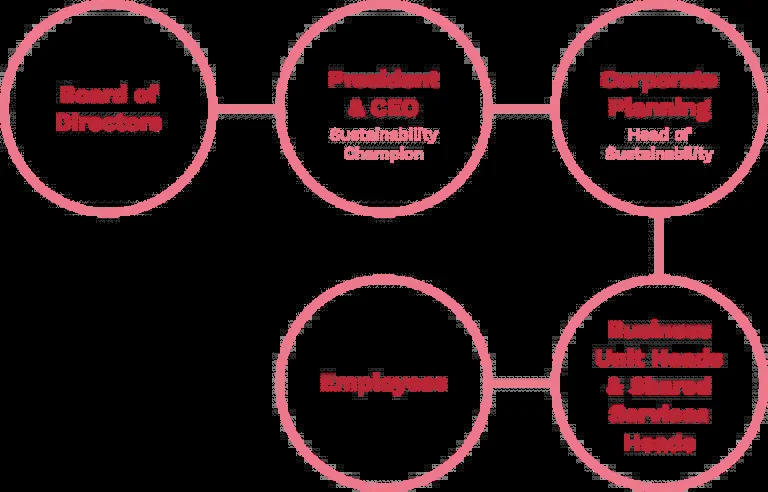 Board of
Directors
President
& CEO
Sustainability
Champion
Corporate
Planning
Head of
Sustainability
Employees
Business
Unit Heads
& Shared
Services
Heads